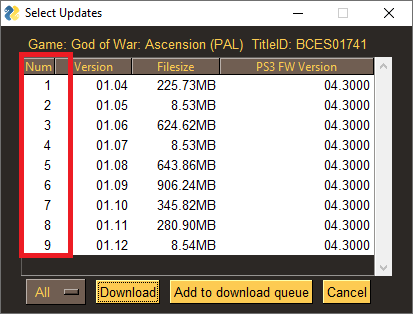 Select Updates
Game: God of War: Ascension (PAL) TitleID: BCES01741
Num Version Filesize PS3 FW Version
1 01.04 225.73MB 04.3000
2 01.05 8.53MB 04.3000
3 01.06 624.62MB 04.3000
4 01.07 8.53MB 04.3000
5 01.08 643.86MB 04.3000
6 01.09 906.24MB 04.3000
7 01.10 345.82MB 04.3000
8 01.11 280.90MB 04.3000
9 01.12 8.54MB 04.3000
All Download Add to download queue Cancel